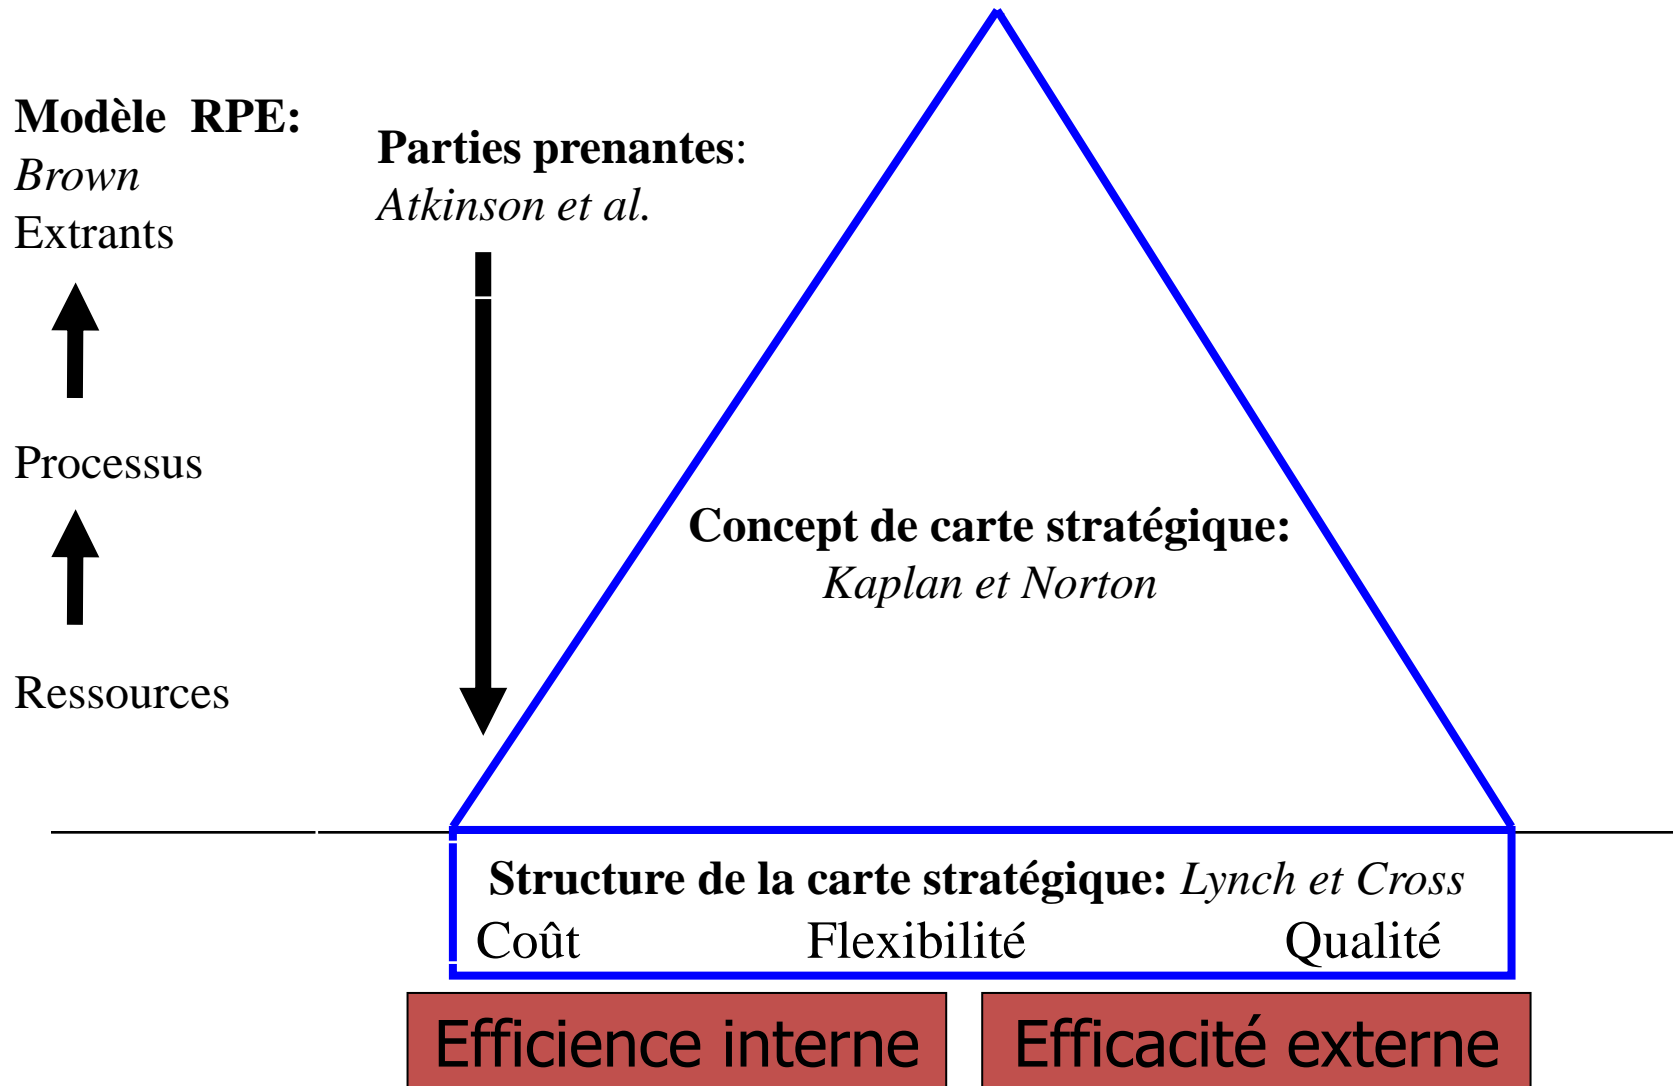 Modèle RPE:
Brown
Extrants
Processus
Ressources
Parties prenantes:
Atkinson et al.
Concept de carte stratégique:
Kaplan et Norton
Structure de la carte stratégique: Lynch et Cross
Coût Flexibilité Qualité
Efficience interne
Efficacité externe